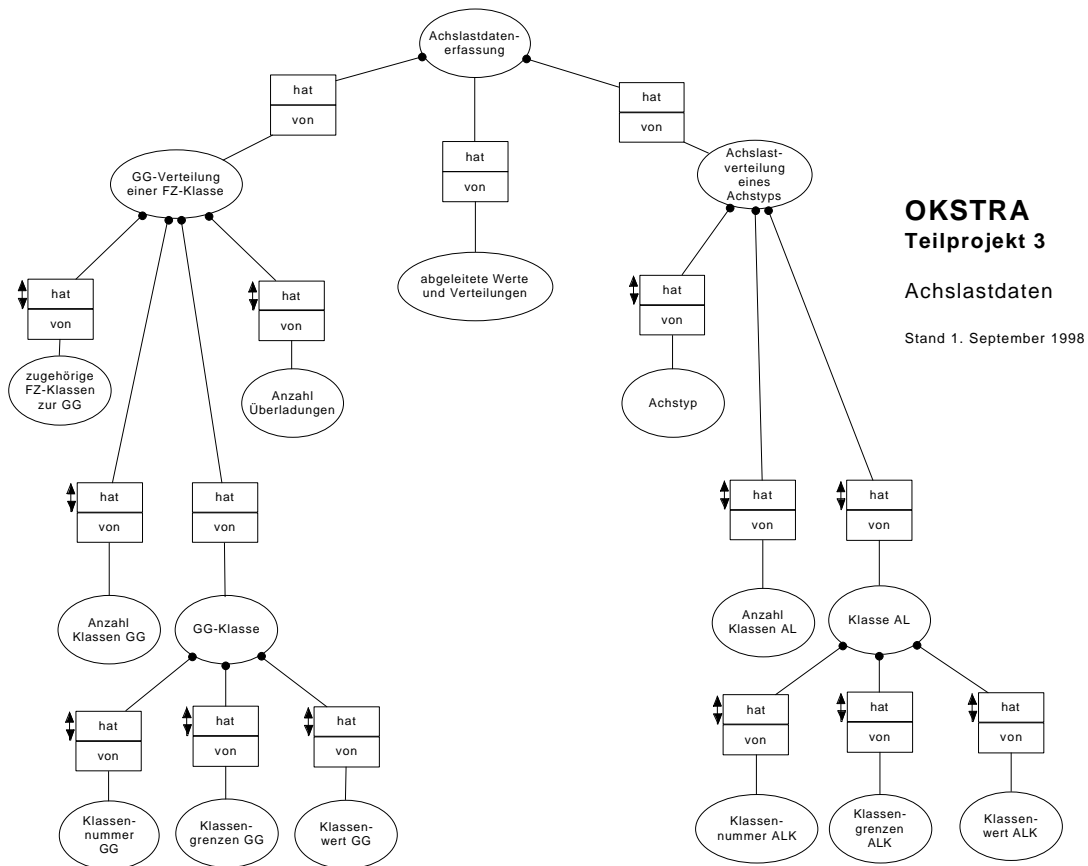 Achslastdaten-
erfassung
hat
von
hat
von
hat
von
GG-Verteilung
einer FZ-Klasse
Achslast-
verteilung
eines
Achstyps
OKSTRA
Teilprojekt 3
Achslastdaten
Stand 1. September 1998
abgeleitete Werte
und Verteilungen
hat
von
hat
von
hat
von
zugehörige
FZ-Klassen
zur GG
Anzahl
Überladungen
Achstyp
hat
von
hat
von
hat
von
hat
von
Anzahl
Klassen GG
GG-Klasse
Anzahl
Klassen AL
Klasse AL
hat
von
hat
von
hat
von
hat
von
hat
von
hat
von
Klassen-
nummer
GG
Klassen-
grenzen GG
Klassen-
wert GG
Klassen-
nummer ALK
Klassen-
grenzen
ALK
Klassen-
wert ALK